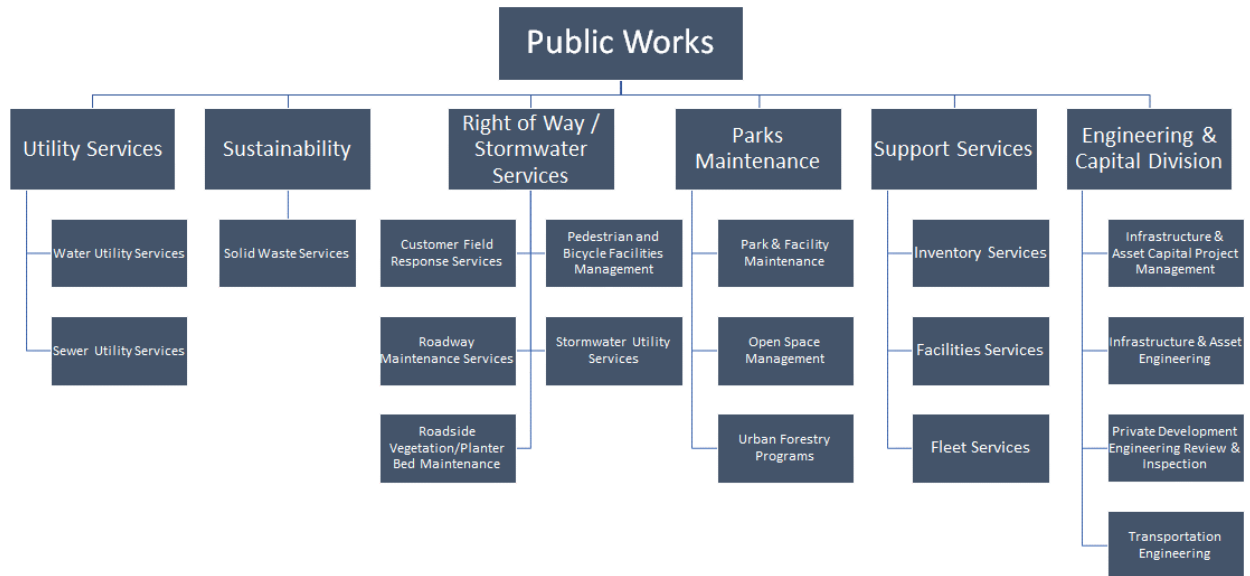 Public Works
Utility Services
Sustainability
Right of Way /
Stormwater
Services
Parks
Maintenance
Support Services
Engineering &
Capital Division
Water Utility Services
Sewer Utility Services
Solid Waste Services
Customer Field
Response Services
Pedestrian and
Bicycle Facilities
Management
Roadway
Maintenance Services
Stormwater Utility
Services
Roadside
Vegetation/Planter
Bed Maintenance
Park & Facility
Maintenance
Open Space
Management
Urban Forestry
Programs
Inventory Services
Facilities Services
Fleet Services
Infrastructure &
Asset Capital Project
Management
Infrastructure & Asset
Engineering
Private Development
Engineering Review &
Inspection
Transportation
Engineering